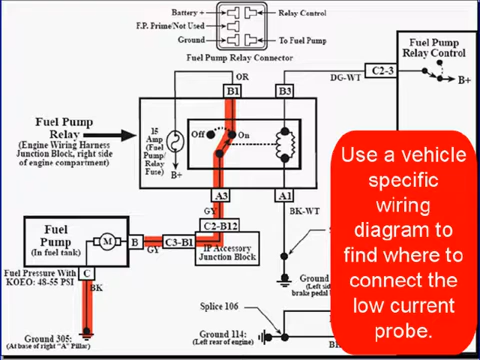 Battery +
Relay Control
F.P. Prime/Not Used
Ground
To Fuel Pump
Fuel Pump Relay Connector
Fuel Pump
Relay Control
B+
C2-3
DG-WT
OR
B1
B3
Fuel Pump
Relay
(Engine Wiring Harness
Junction Block, right side
of engine compartment)
15
Amp
(Fuel
Pump/
Relay
Fuse)
B+
Off
On
A3
A1
GY
BK-WT
C2-B12
IP Accessory
Junction Block
Fuel
Pump
(In fuel tank)
M
B
GY
C3-B1
C
Fuel Pressure With
KOEO: 48-55 PSI
BK
Ground 305:
(At base of right "A" Pillar)
S
Ground
(Left side
brake pedal
Splice 106
Ground 114:
(Left rear of engine)
Use a vehicle
specific
wiring
diagram to
find where to
connect the
low current
probe.